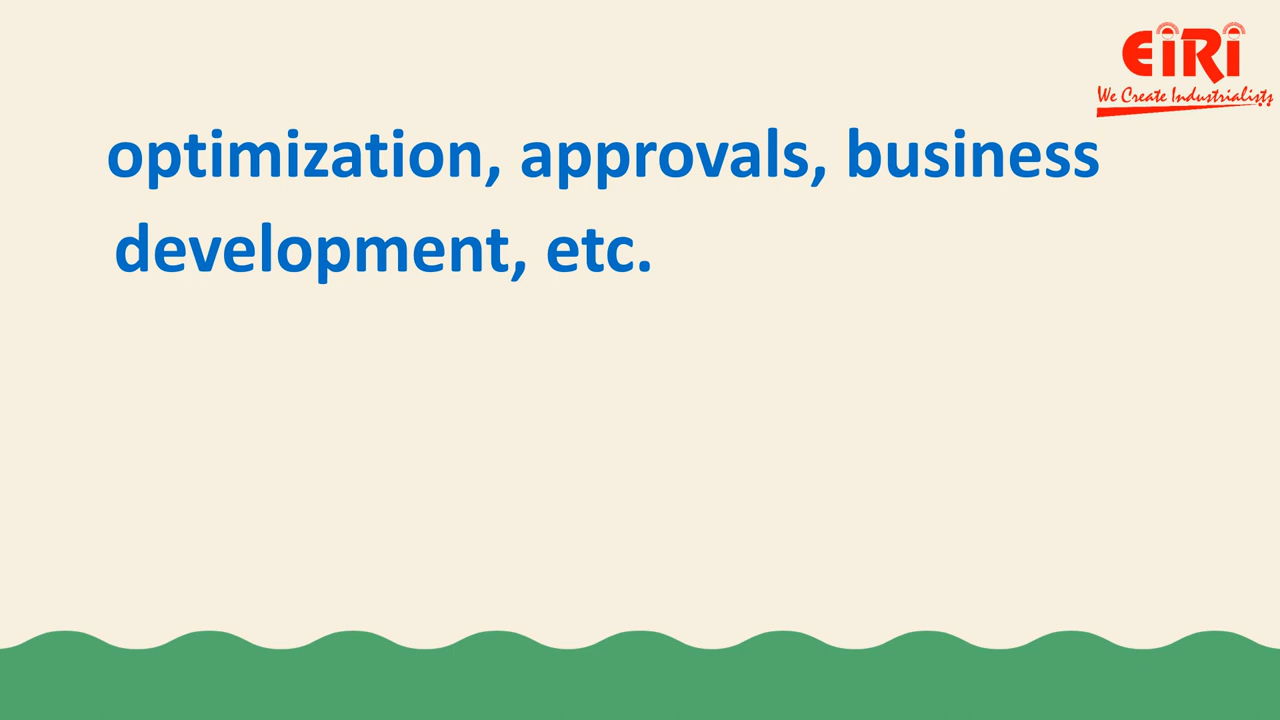 EiRi
We Create Industrialists
optimization, approvals, business
development, etc.